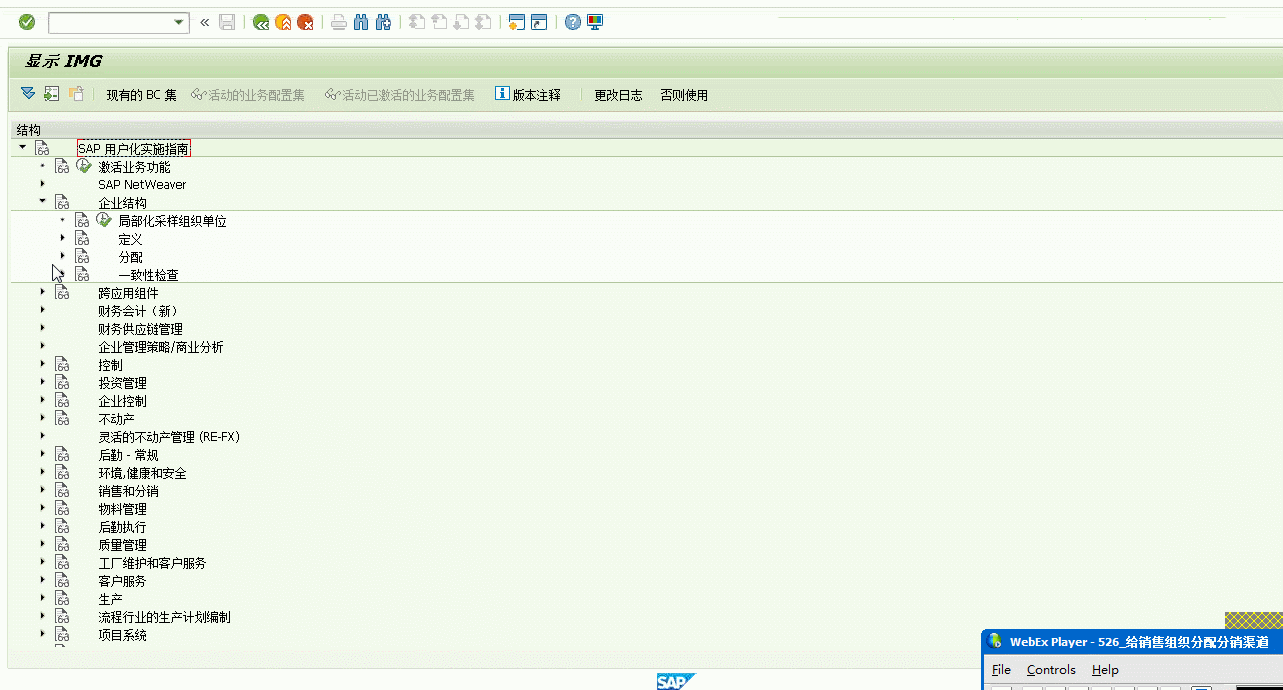 显示 IMG
现有的 BC 集 活动的业务配置集 活动已激活的业务配置集 版本注释 更改日志 否则使用
结构
SAP 用户化实施指南
激活业务功能
SAP NetWeaver
企业结构
局部化采样组织单位
定义
分配
一致性检查
跨应用组件
财务会计（新）
财务供应链管理
企业管理策略/商业分析
控制
投资管理
企业控制
不动产
灵活的不动产管理 (RE-FX)
后勤 - 常规
环境,健康和安全
销售和分销
物料管理
后勤执行
质量管理
工厂维护和客户服务
客户服务
生产
流程行业的生产计划编制
项目系统
WebEx Player - 526_给销售组织分配分销渠道
File Controls Help
SAP